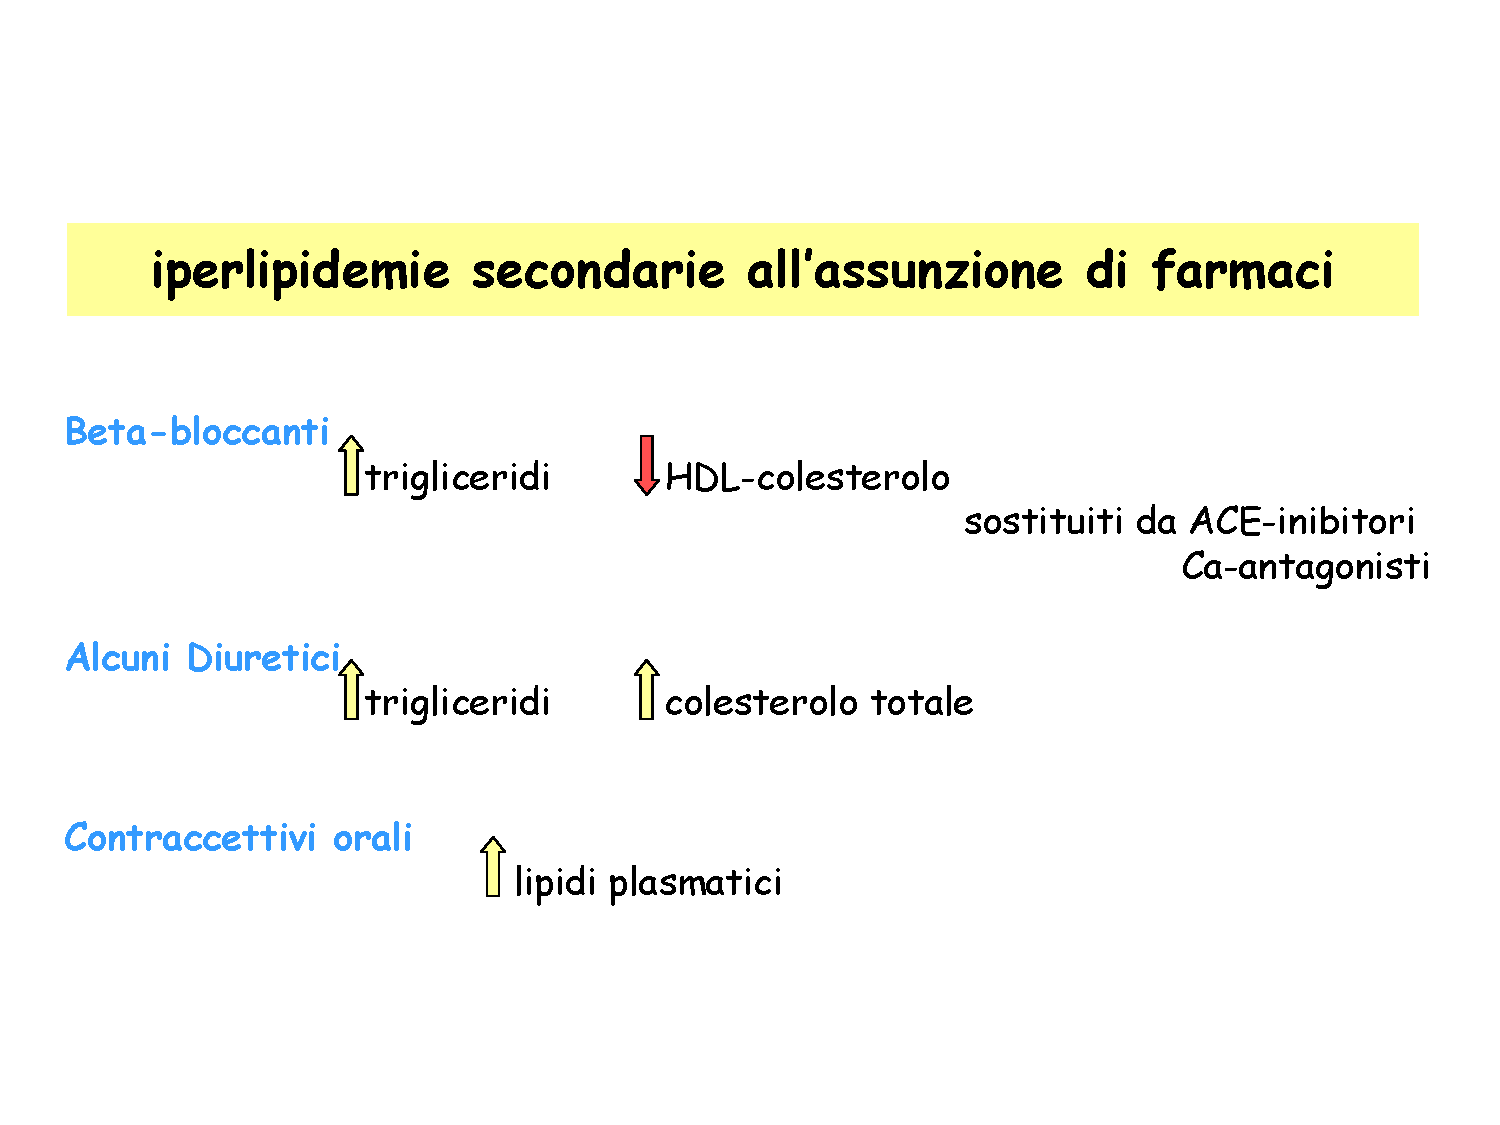 iperlipidemie secondarie all'assunzione di farmaci
Beta-bloccanti
trigliceridi HDL-colesterolo
sostituiti da ACE-inibitori
Ca-antagonisti
Alcuni Diuretici
trigliceridi colesterolo totale
Contraccettivi orali
lipidi plasmatici